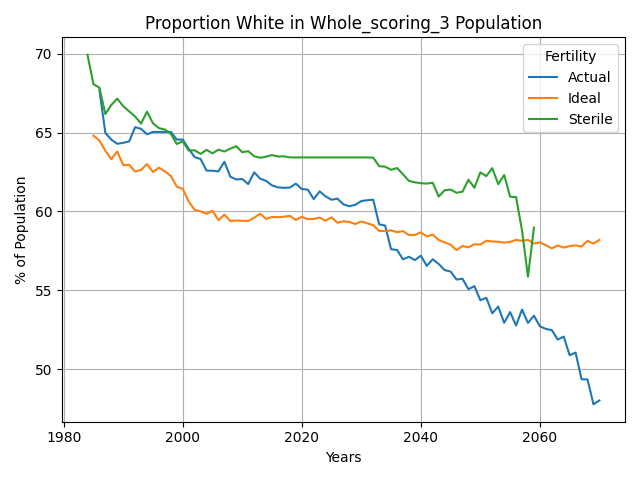 Proportion White in Whole_scoring_3 Population
Fertility
Actual
Ideal
Sterile
% of Population
70
65
60
55
50
1980
2000
2020
2040
2060
Years